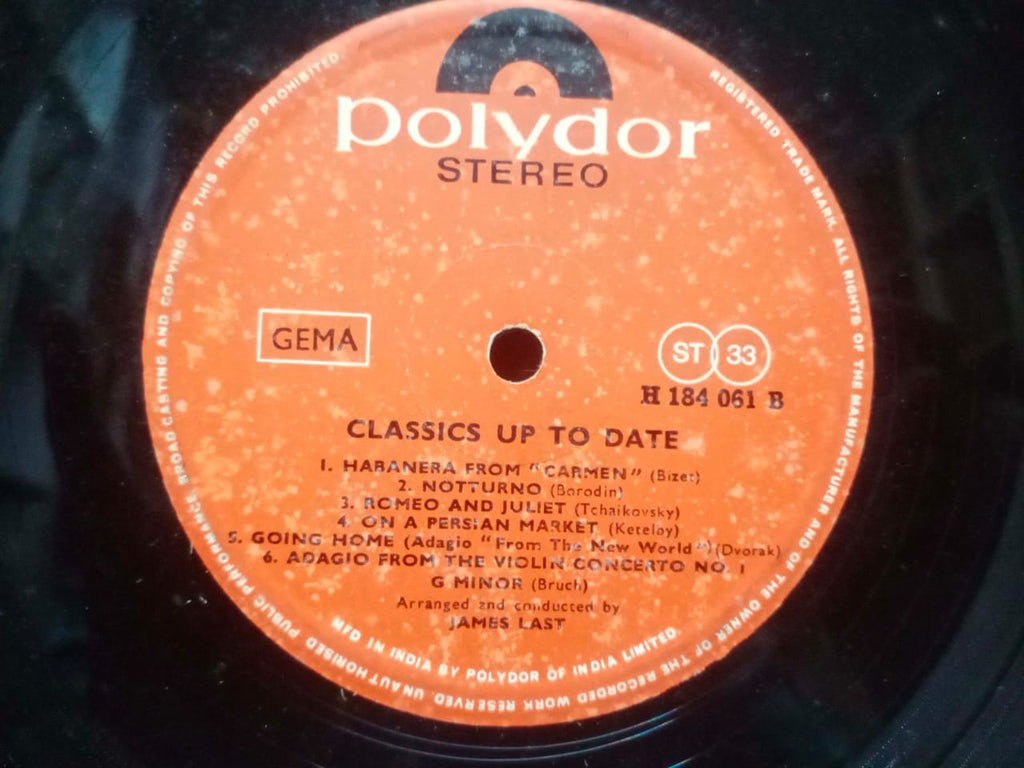 polydor
STEREO
GEMA
ST 33
H 184 061 B
CLASSICS UP TO DATE
1. HABANERA FROM "CARMEN" (Bizet)
2. NOTTURNO (Borodin)
3. ROMEO AND JULIET (Tchaikovsky)
4. ON A PERSIAN MARKET (Keteloy)
5. GOING HOME (Adagio "From The New World") (Dvorak)
6. ADAGIO FROM THE VIOLIN CONCERTO NO. 1
G MINOR (Bruch)
Arranged and conducted by
JAMES LAST
MFD IN INDIA BY POLYDOR OF INDIA LIMITED.
REGISTERED TRADE MARK. ALL RIGHTS OF THE MANUFACTURER AND OF THE OWNER OF THE RECORDED WORK RESERVED UNAUTHORISED PUBLIC PERFORMANCE BROADCASTING AND COPYING OF THIS RECORD PROHIBITED